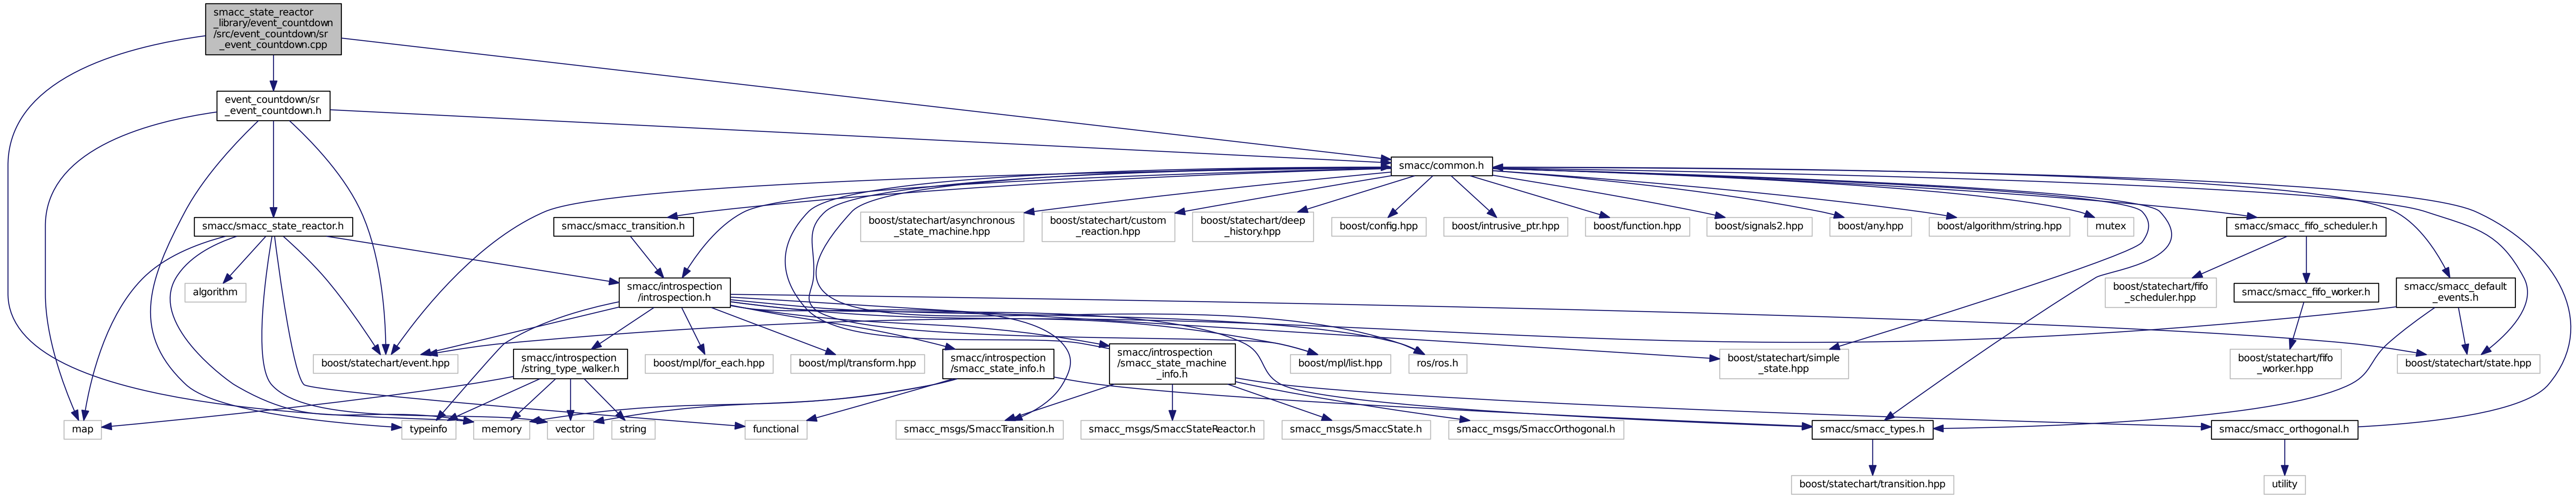 smacc_state_reactor
_library/event_countdown
/src/event_countdown/sr
_event_countdown.cpp
event_countdown/sr
_event_countdown.h
smacc/common.h
smacc/smacc_state_reactor.h
smacc/smacc_transition.h
boost/statechart/asynchronous
_state_machine.hpp
boost/statechart/custom
_reaction.hpp
boost/statechart/deep
_history.hpp
boost/config.hpp
boost/intrusive_ptr.hpp
boost/function.hpp
boost/signals2.hpp
boost/any.hpp
boost/algorithm/string.hpp
mutex
smacc/smacc_fifo_scheduler.h
algorithm
smacc/introspection
/introspection.h
boost/statechart/fifo
_scheduler.hpp
smacc/smacc_fifo_worker.h
smacc/smacc_default
_events.h
boost/statechart/event.hpp
smacc/introspection
/string_type_walker.h
boost/mpl/for_each.hpp
boost/mpl/transform.hpp
smacc/introspection
/smacc_state_info.h
smacc/introspection
/smacc_state_machine
_info.h
boost/mpl/list.hpp
ros/ros.h
boost/statechart/simple
_state.hpp
boost/statechart/fifo
_worker.hpp
boost/statechart/state.hpp
map
typeinfo
memory
vector
string
functional
smacc_msgs/SmaccTransition.h
smacc_msgs/SmaccStateReactor.h
smacc_msgs/SmaccState.h
smacc_msgs/SmaccOrthogonal.h
smacc/smacc_types.h
smacc/smacc_orthogonal.h
boost/statechart/transition.hpp
utility